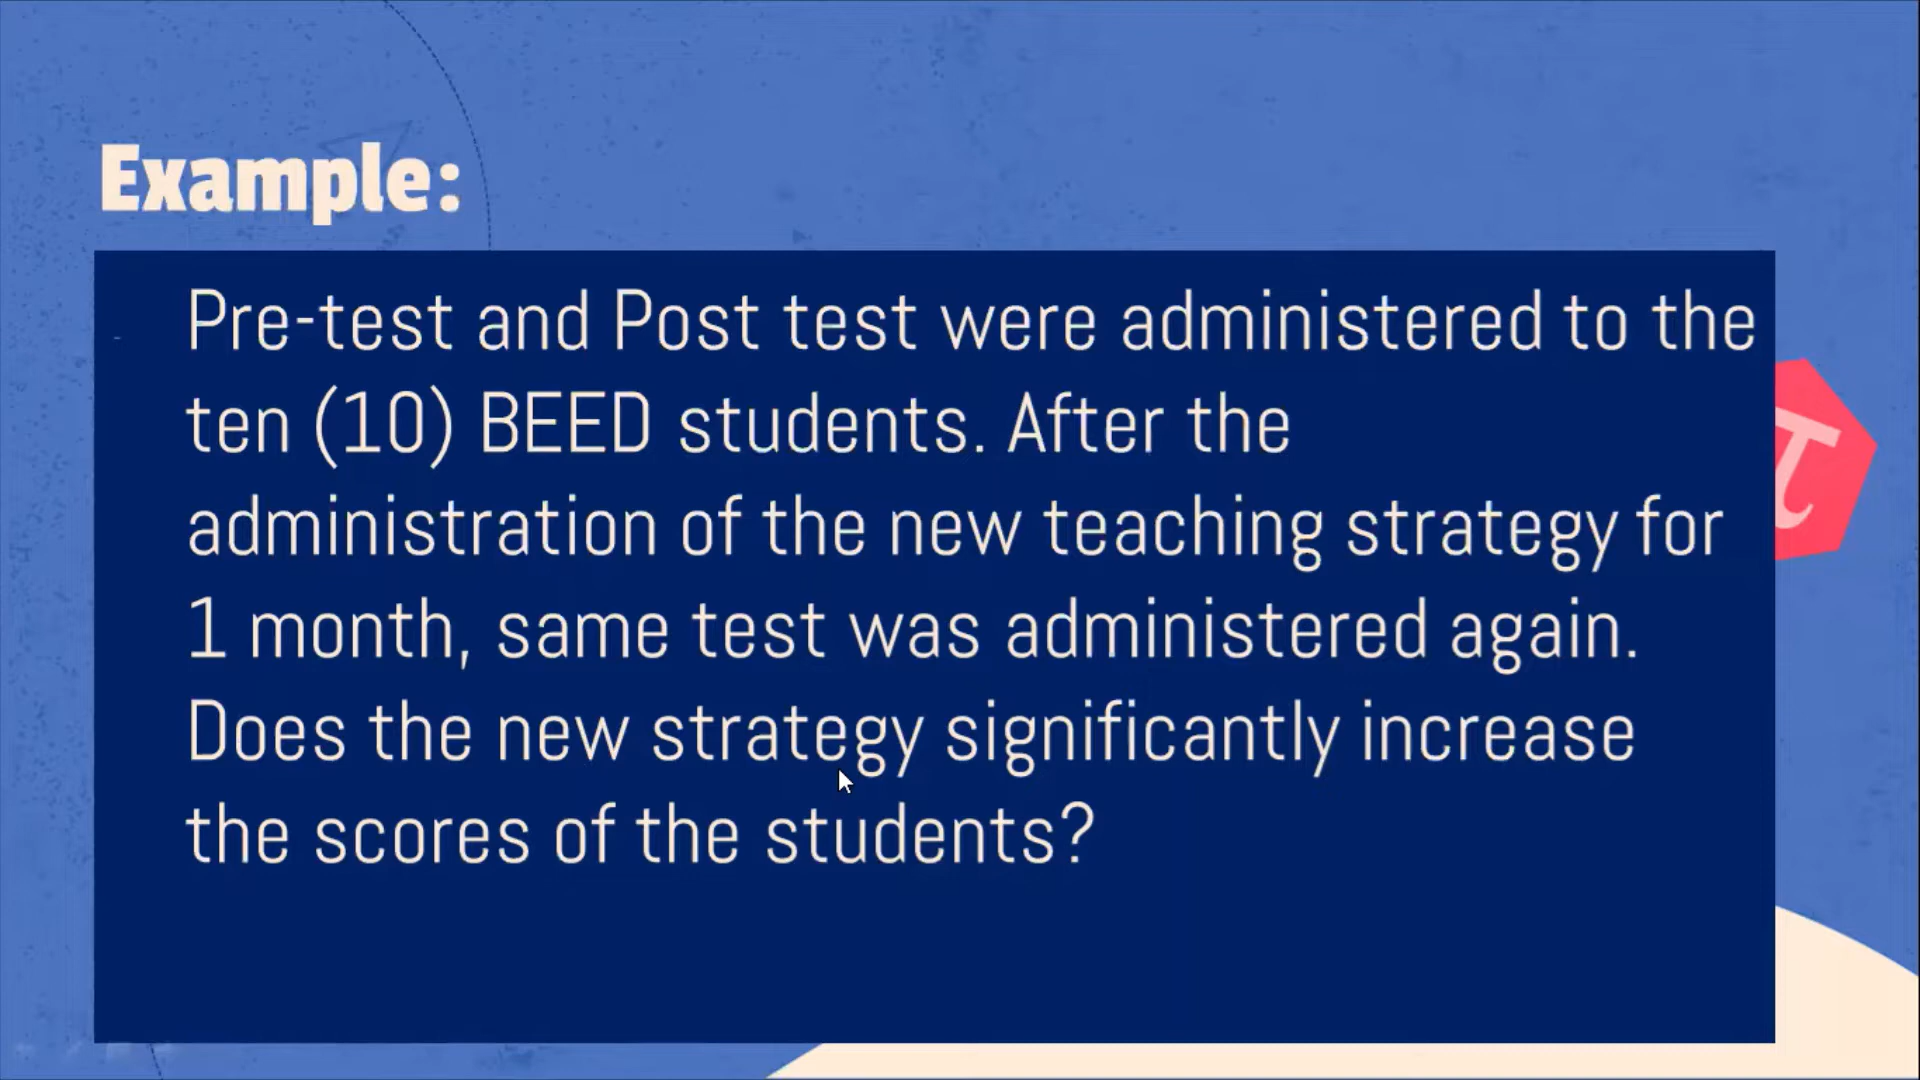 Example:
Pre-test and Post test were administered to the
ten (10) BEED students. After the
administration of the new teaching strategy for
1 month, same test was administered again.
Does the new strategy significantly increase
the scores of the students?
π